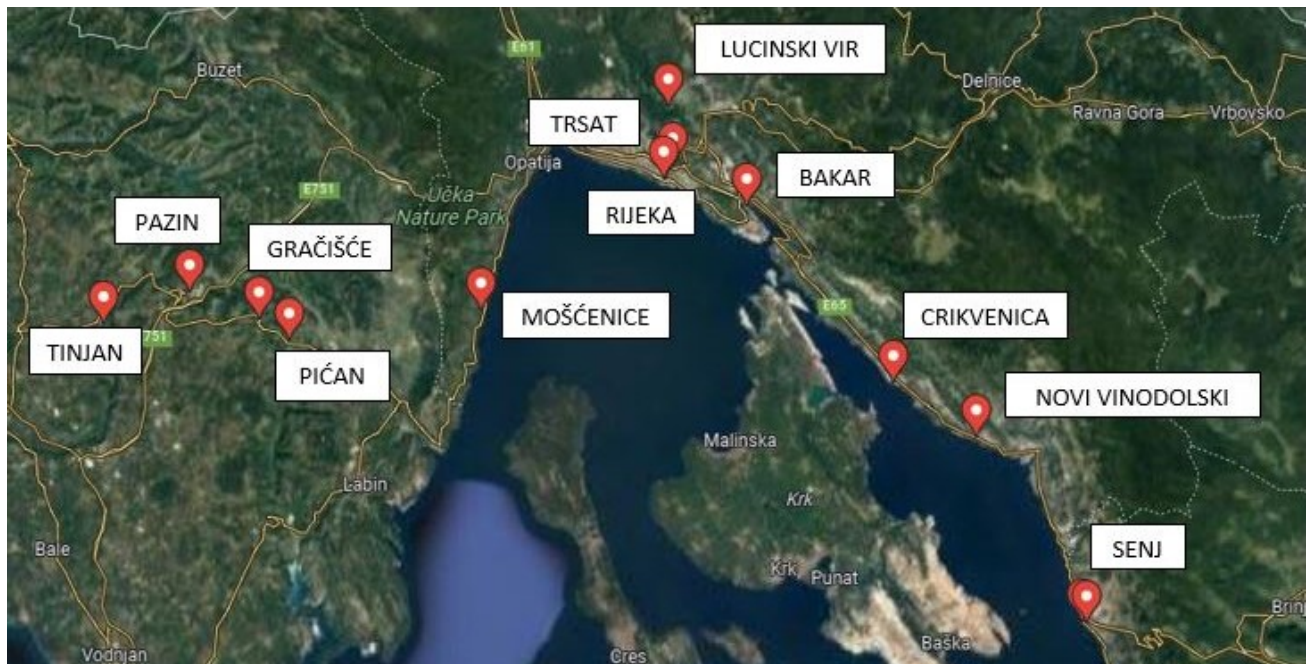 LUCINSKI VIR
E61
Buzet
Delnice
Ravna Gora
Vrbovsko
TRSAT
Opatija
BAKAR
E751
Učka
Nature Park
RIJEKA
PAZIN
GRAČIŠĆE
MOŠĆENICE
E65
CRIKVENICA
TINJAN
751
PIĆAN
NOVI VINODOLSKI
Malinska
Labin
Krk
SENJ
Bale
Krk
Punat
Brinj
Baška
Vodnjan
Cres